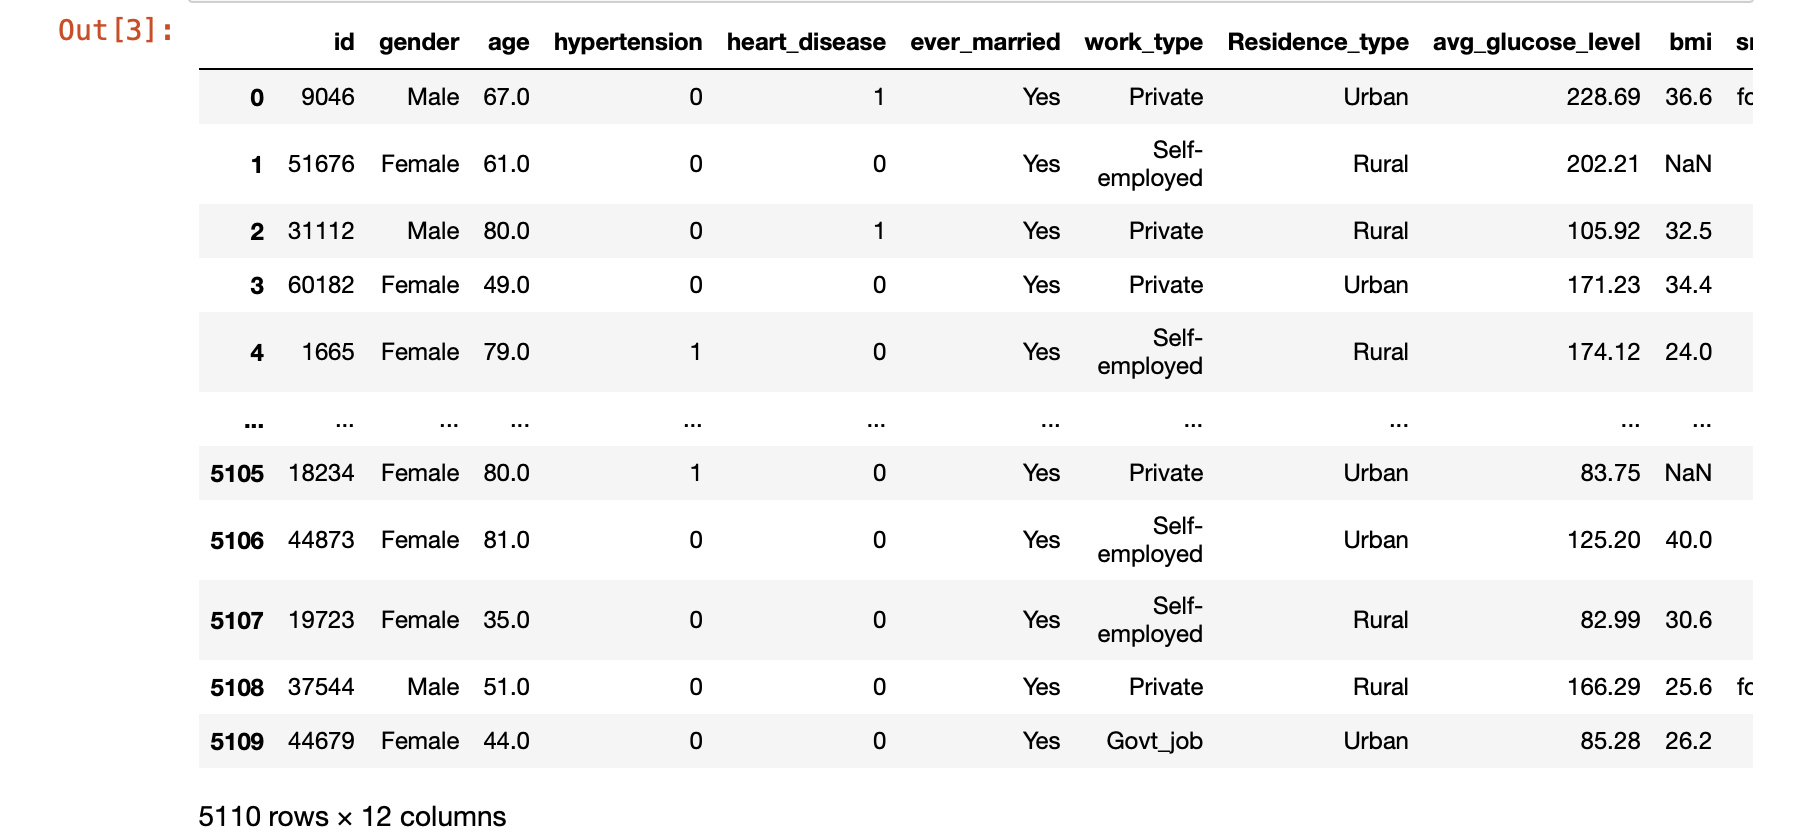 Out[3]:
id gender age hypertension heart_disease ever_married work_type Residence_type avg_glucose_level bmi
0 9046 Male 67.0 0 1 Yes Private Urban 228.69 36.6
1 51676 Female 61.0 0 0 Yes Self-employed Rural 202.21 NaN
2 31112 Male 80.0 0 1 Yes Private Rural 105.92 32.5
3 60182 Female 49.0 0 0 Yes Private Urban 171.23 34.4
4 1665 Female 79.0 1 0 Yes Self-employed Rural 174.12 24.0
... ... ... ... ... ... ... ... ... ... ...
5105 18234 Female 80.0 1 0 Yes Private Urban 83.75 NaN
5106 44873 Female 81.0 0 0 Yes Self-employed Urban 125.20 40.0
5107 19723 Female 35.0 0 0 Yes Self-employed Rural 82.99 30.6
5108 37544 Male 51.0 0 0 Yes Private Rural 166.29 25.6
5109 44679 Female 44.0 0 0 Yes Govt_job Urban 85.28 26.2
5110 rows × 12 columns